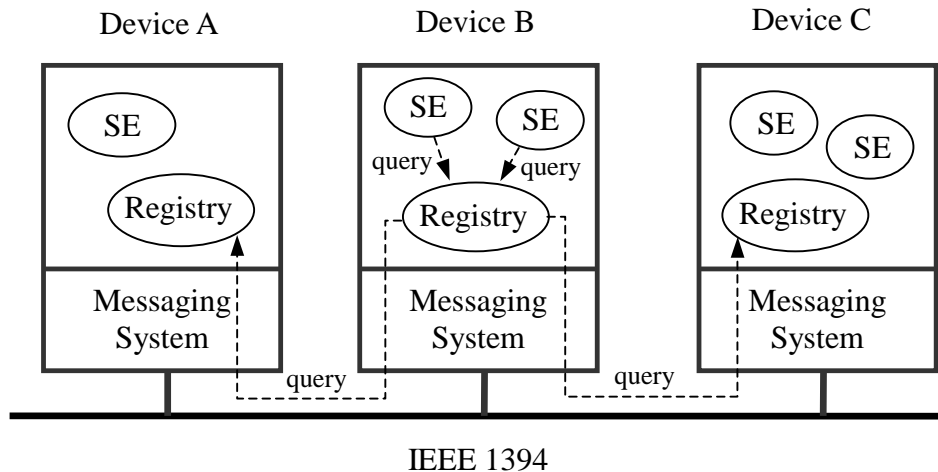 Device A
Device B
Device C
SE
Registry
Messaging
System
SE
SE
query
query
Registry
Messaging
System
SE
SE
Registry
Messaging
System
query
query
IEEE 1394